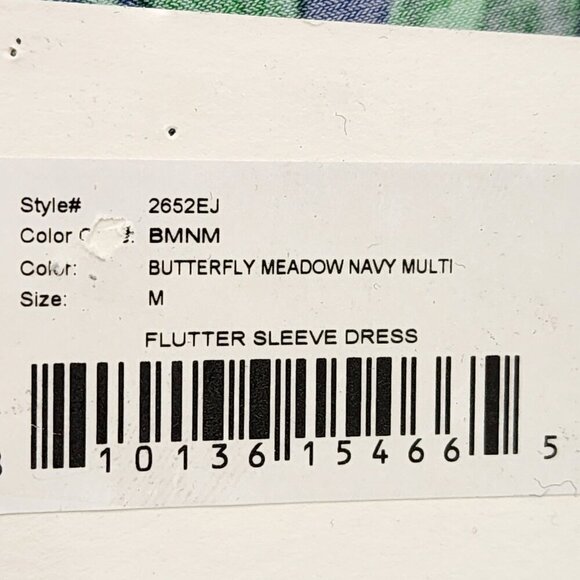 Style# 2652EJ
Color BMNM
Color: BUTTERFLY MEADOW NAVY MULTI
Size: M
FLUTTER SLEEVE DRESS
10136 15466 5